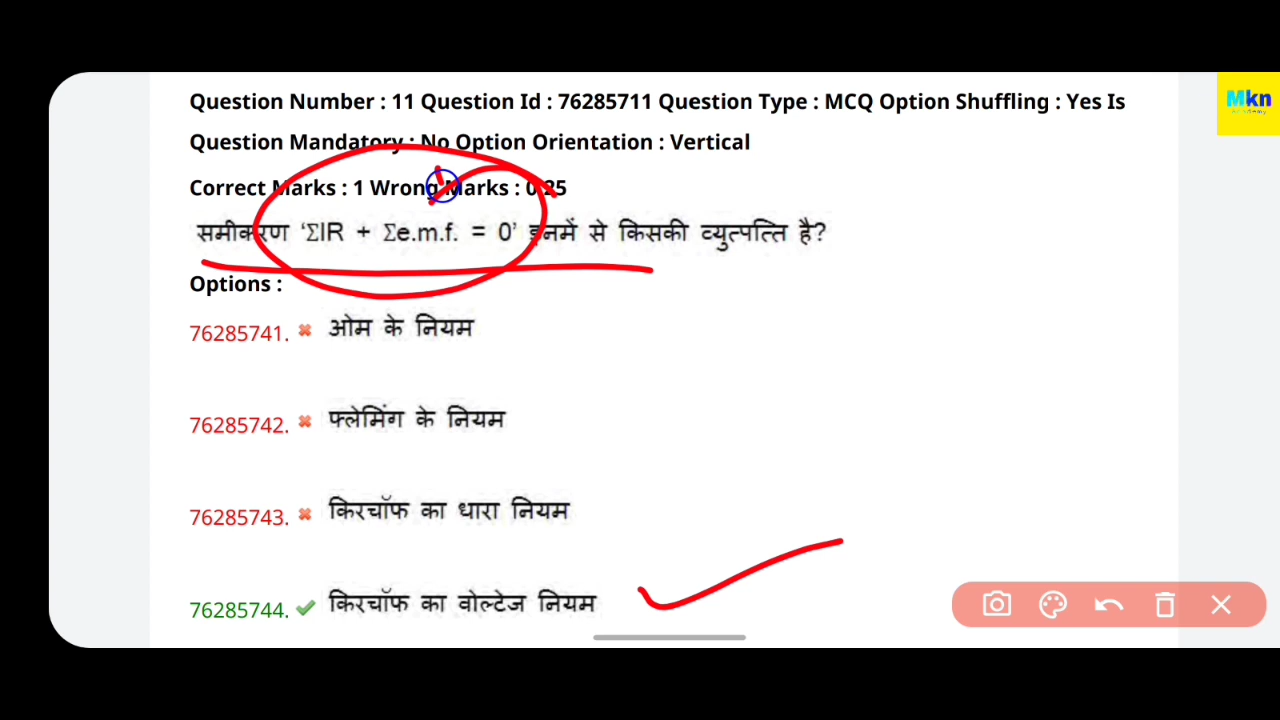 Mkn
Academy
Question Number : 11 Question Id : 76285711 Question Type : MCQ Option Shuffling : Yes Is
Question Mandatory : No Option Orientation : Vertical
Correct Marks : 1 Wrong Marks : 0.25
समीकरण ‘ΣIR + Σe.m.f. = 0’ इनमें से किसकी व्युत्पत्ति है?
Options :
76285741. ओम के नियम
76285742. फ्लेमिंग के नियम
76285743. किरचॉफ का धारा नियम
76285744. किरचॉफ का वोल्टेज नियम